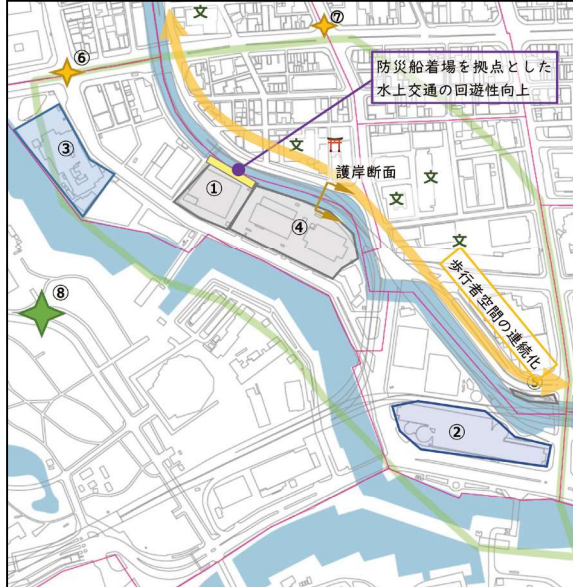 文
⑦
⑥
防災船着場を拠点とした
水上交通の回遊性向上
③
文
護岸断面
①
文
文
④
文
歩行者空間の連続化
⑧
⑤
②